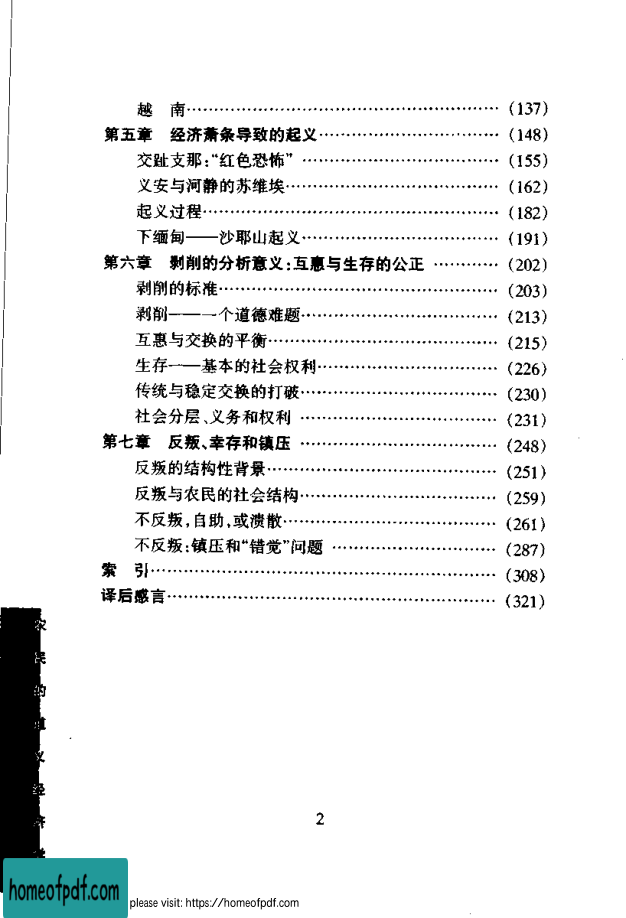 越 南…………………………………………………(137)
第五章 经济萧条导致的起义……………………………(148)
交趾支那:“红色恐怖”………………………………(155)
义安与河静的苏维埃…………………………………(162)
起义过程………………………………………………(182)
下缅甸——沙耶山起义………………………………(191)
第六章 剥削的分析意义:互惠与生存的公正…………(202)
剥削的标准……………………………………………(203)
剥削——一个道德难题………………………………(213)
互惠与交换的平衡……………………………………(215)
生存——基本的社会权利……………………………(226)
传统与稳定交换的打破………………………………(230)
社会分层、义务和权利………………………………(231)
第七章 反叛、幸存和镇压………………………………(248)
反叛的结构性背景……………………………………(251)
反叛与农民的社会结构………………………………(259)
不反叛,自助,或溃散…………………………………(261)
不反叛:镇压和“错觉”问题…………………………(287)
索 引………………………………………………………(308)
译后感言……………………………………………………(321)
农
民
的
道
义
经
济
学
2
homeofpdf.com
please visit: https://homeofpdf.com